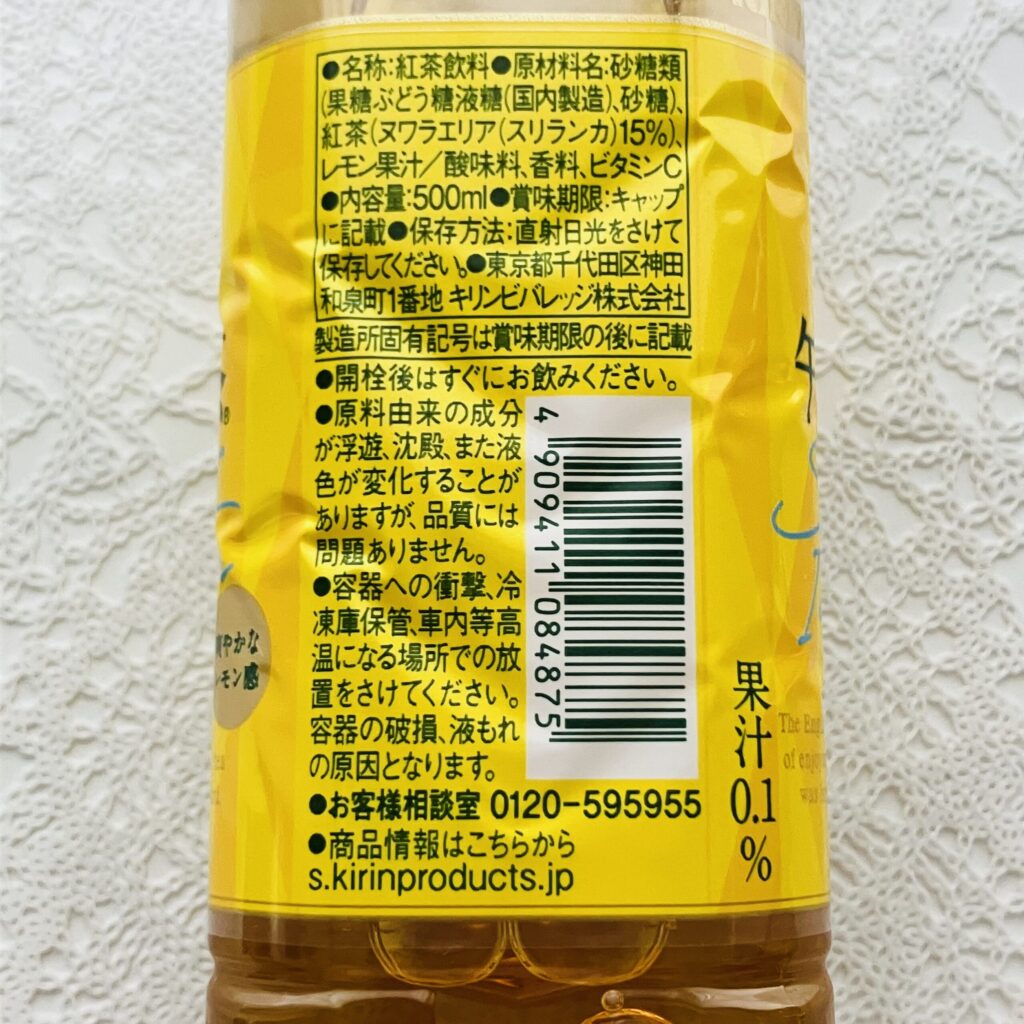 ●名称:紅茶飲料●原材料名:砂糖類
(果糖ぶどう糖液糖(国内製造)、砂糖)、
紅茶(ヌワラエリア(スリランカ)15%)、
レモン果汁/酸味料、香料、ビタミンC
●内容量:500ml●賞味期限:キャップ
に記載●保存方法:直射日光をさけて
保存してください。●東京都千代田区神田
和泉町1番地 キリンビバレッジ株式会社
製造所固有記号は賞味期限の後に記載
●開栓後はすぐにお飲みください。
●原料由来の成分
が浮遊、沈殿、また液
色が変化することが
ありますが、品質には
問題ありません。
●容器への衝撃、冷
凍庫保管、車内等高
温になる場所での放
置をさけてください。
容器の破損、液もれ
の原因となります。
4 909411 084875
●お客様相談室 0120-595955
●商品情報はこちらから
s.kirinproducts.jp
果汁0.1%
やかな
モン感
The
of